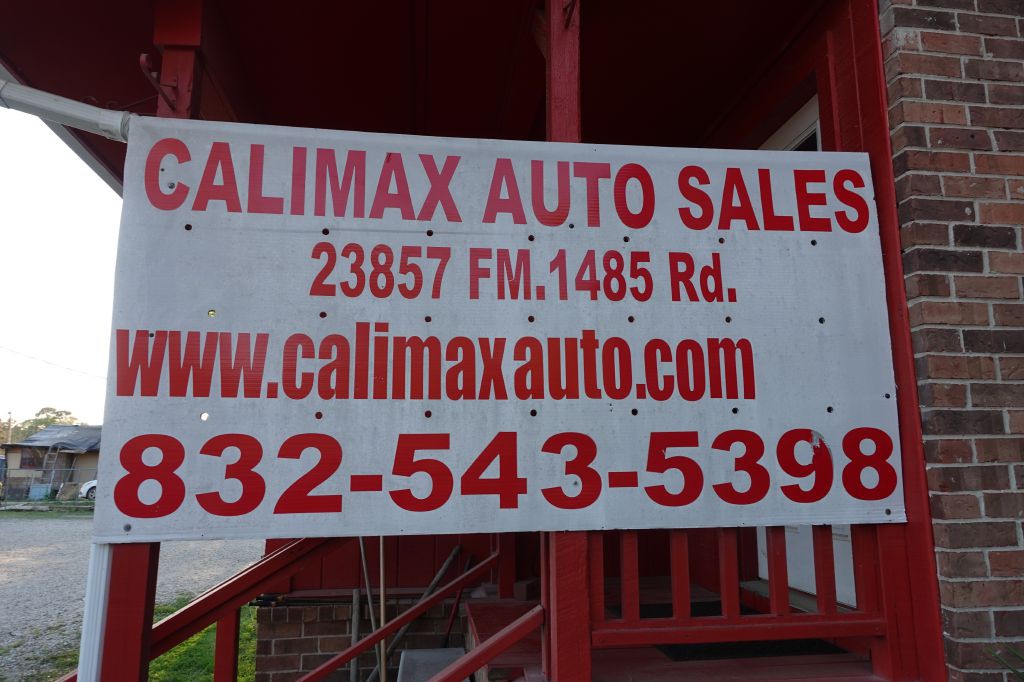 CALIMAX AUTO SALES
23857 FM.1485 Rd.
www.calimaxauto.com
832-543-5398